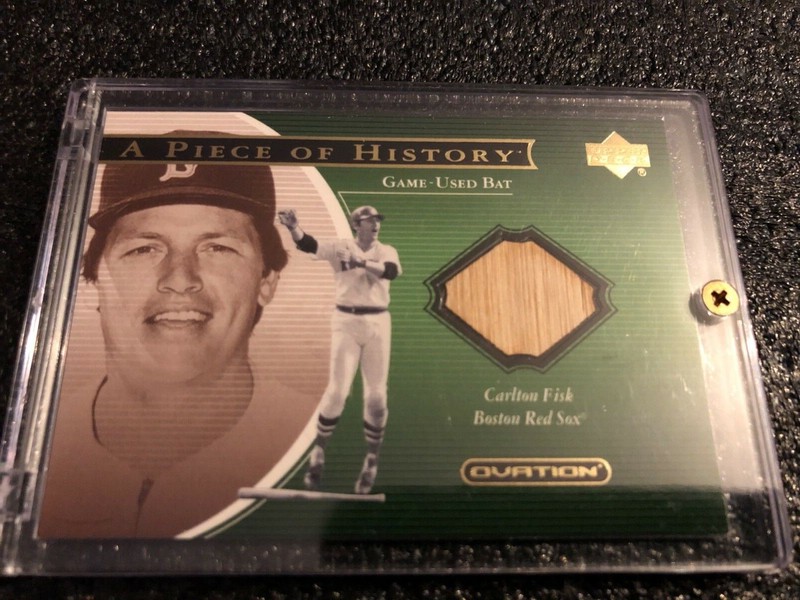 A PIECE OF HISTORY
GAME-USED BAT
UPPER DECK ®
B
Carlton Fisk
Boston Red Sox
OVATION